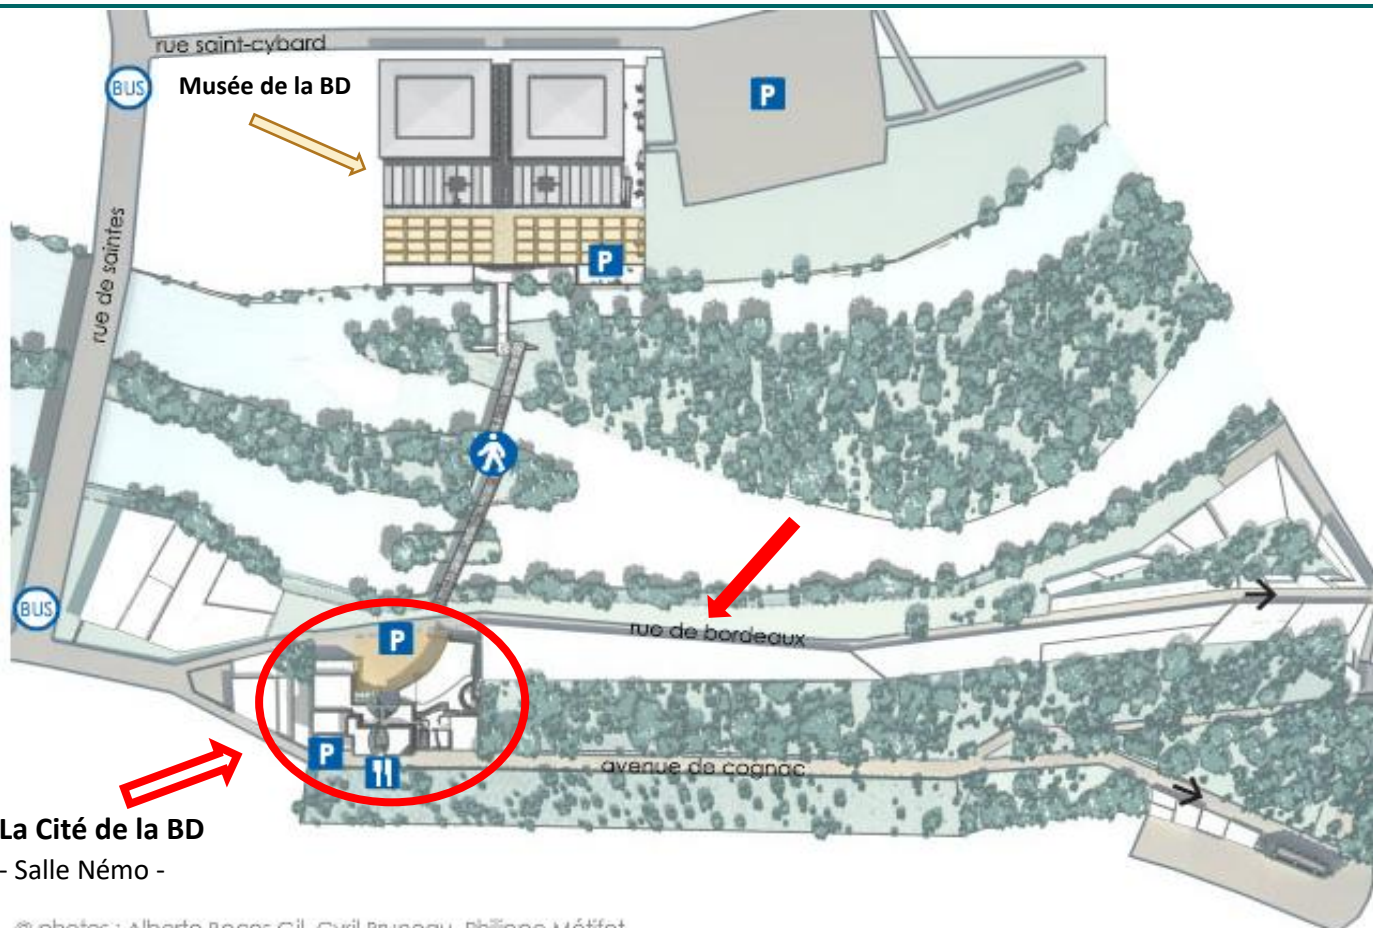 rue saint-cybard
BUS
Musée de la BD
P
rue de saintes
P
BUS
P
rue de bordeaux
P
avenue de cognac
La Cité de la BD
- Salle Némo -